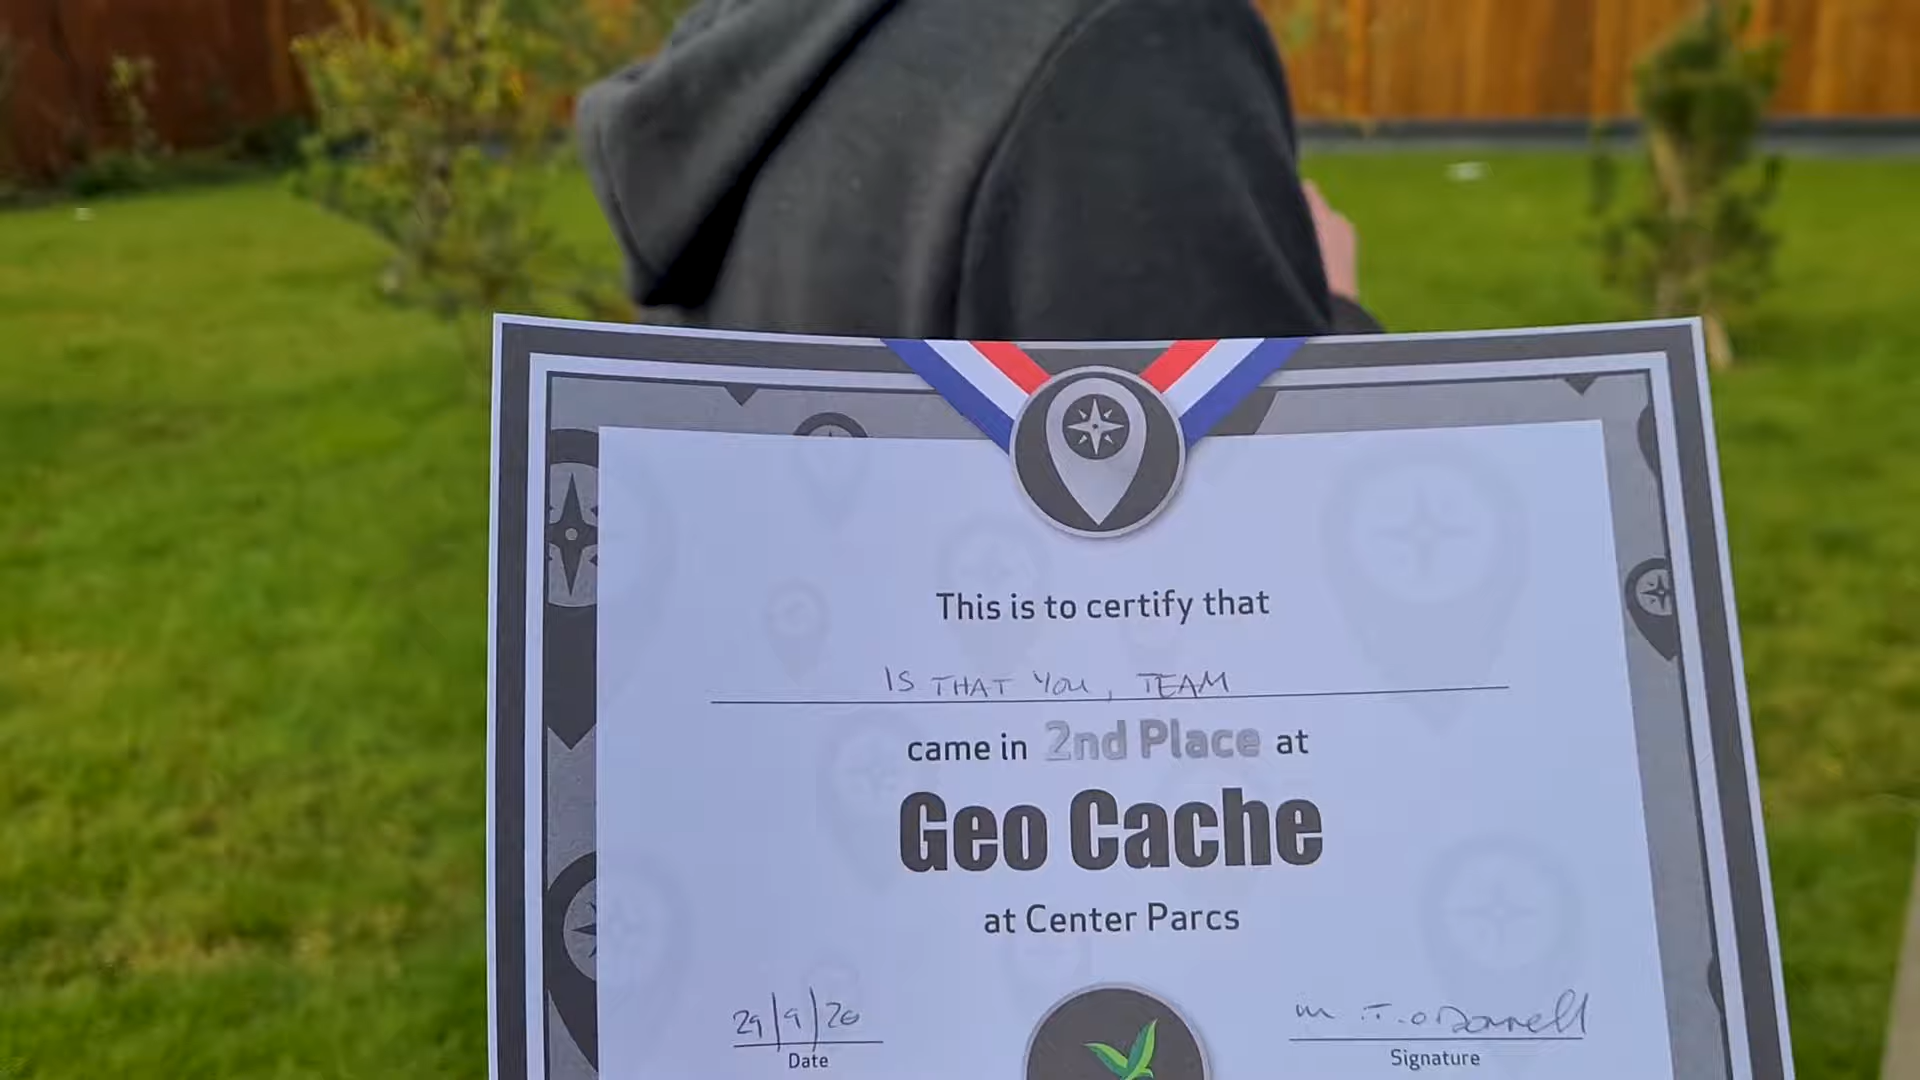 This is to certify that
IS THAT YOU, TEAM
came in 2nd Place at
Geo Cache
at Center Parcs
29/9/20
Date
M.T.O'Donnell
Signature